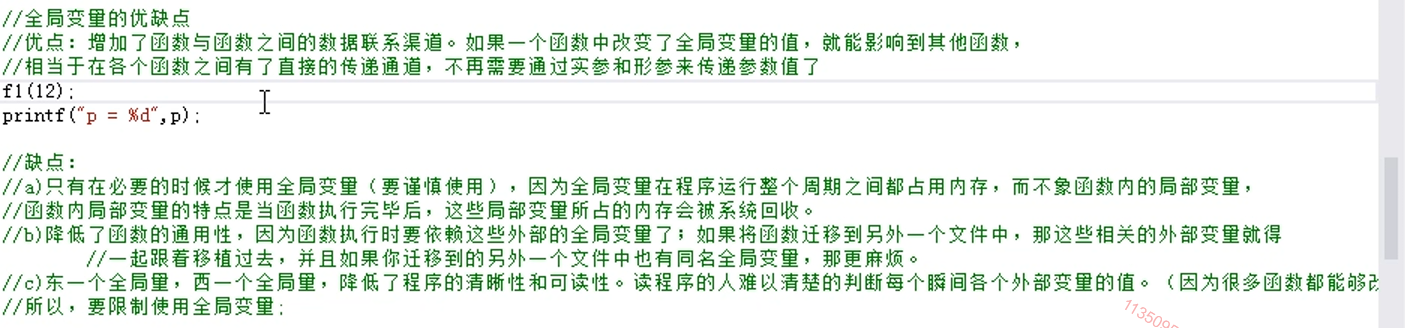 //全局变量的优缺点
//优点：增加了函数与函数之间的数据联系渠道。如果一个函数中改变了全局变量的值，就能影响到其他函数，
//相当于在各个函数之间有了直接的传递通道，不再需要通过实参和形参来传递参数值了
f1(12);
printf("p = %d",p);
//缺点：
//a)只有在必要的时候才使用全局变量（要谨慎使用），因为全局变量在程序运行整个周期之间都占用内存，而不象函数内的局部变量，
//函数内局部变量的特点是当函数执行完毕后，这些局部变量所占的内存会被系统回收。
//b)降低了函数的通用性，因为函数执行时要依赖这些外部的全局变量了；如果将函数迁移到另外一个文件中，那这些相关的外部变量就得
//一起跟着移植过去，并且如果你迁移到的另外一个文件中也有同名全局变量，那更麻烦。
//c)东一个全局量，西一个全局量，降低了程序的清晰性和可读性。读程序的人难以清楚的判断每个瞬间各个外部变量的值。（因为很多函数都能够改
//所以，要限制使用全局变量；